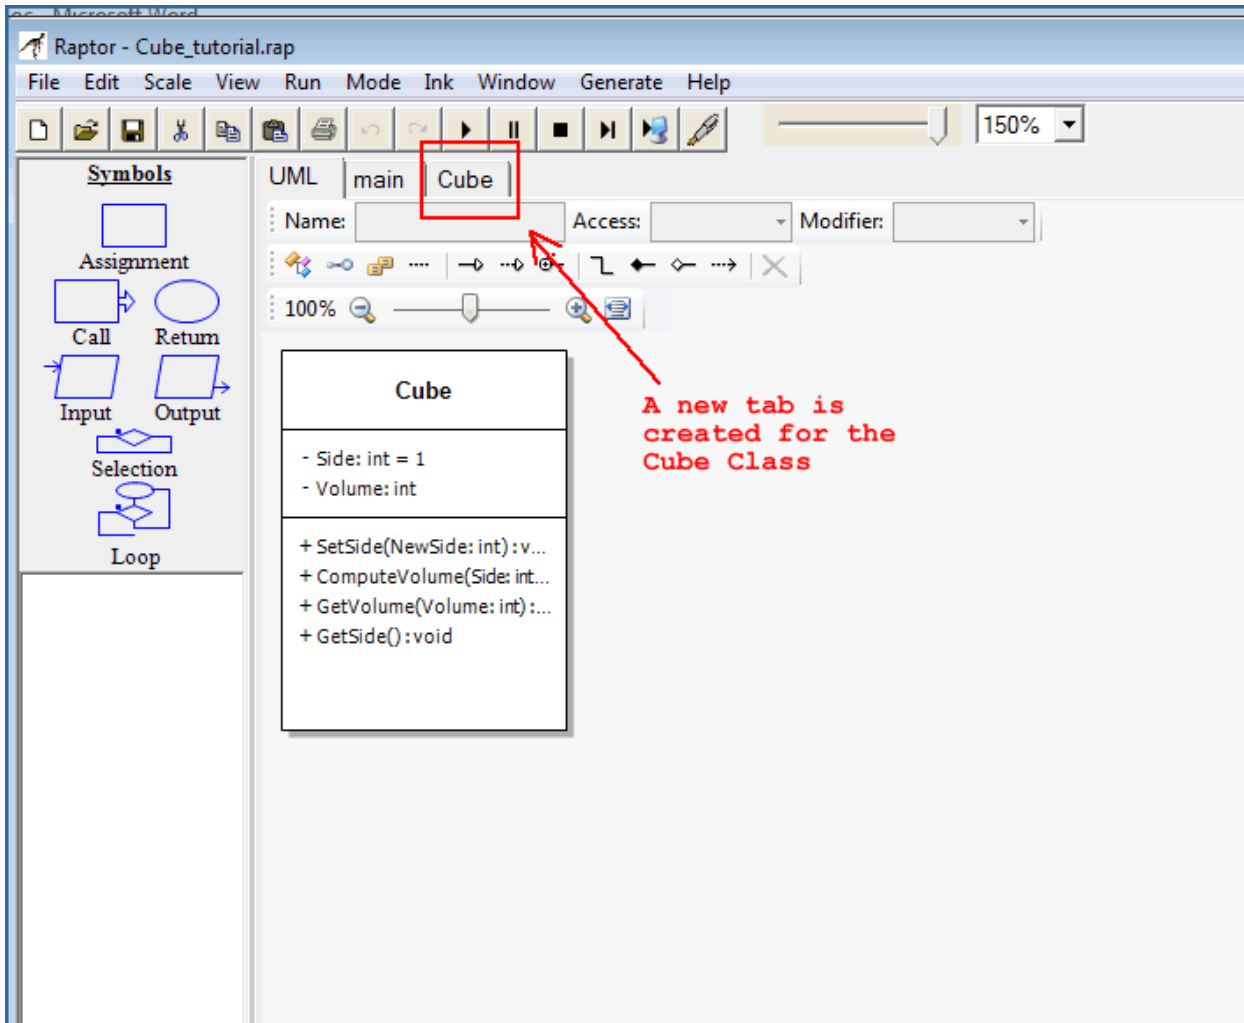 Microsoft Word
Raptor - Cube_tutorial.rap
File Edit Scale View Run Mode Ink Window Generate Help
150%
Symbols
UML main Cube
Name: Access: Modifier:
Assignment
100%
Call Return
Input Output
Selection
Loop
Cube
- Side: int = 1
- Volume: int
+ SetSide(NewSide: int) : v...
+ ComputeVolume(Side: int...
+ GetVolume(Volume: int) :...
+ GetSide() : void
A new tab is
created for the
Cube Class